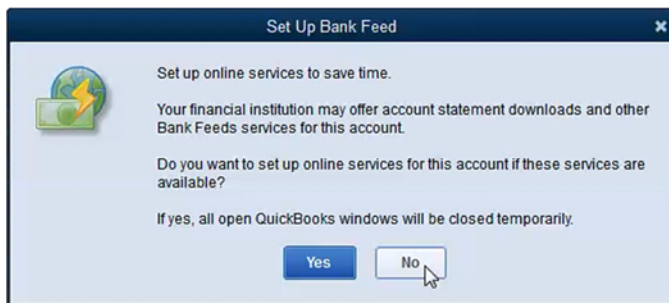 Set Up Bank Feed
Set up online services to save time.
Your financial institution may offer account statement downloads and other
Bank Feeds services for this account.
Do you want to set up online services for this account if these services are
available?
If yes, all open QuickBooks windows will be closed temporarily.
Yes No